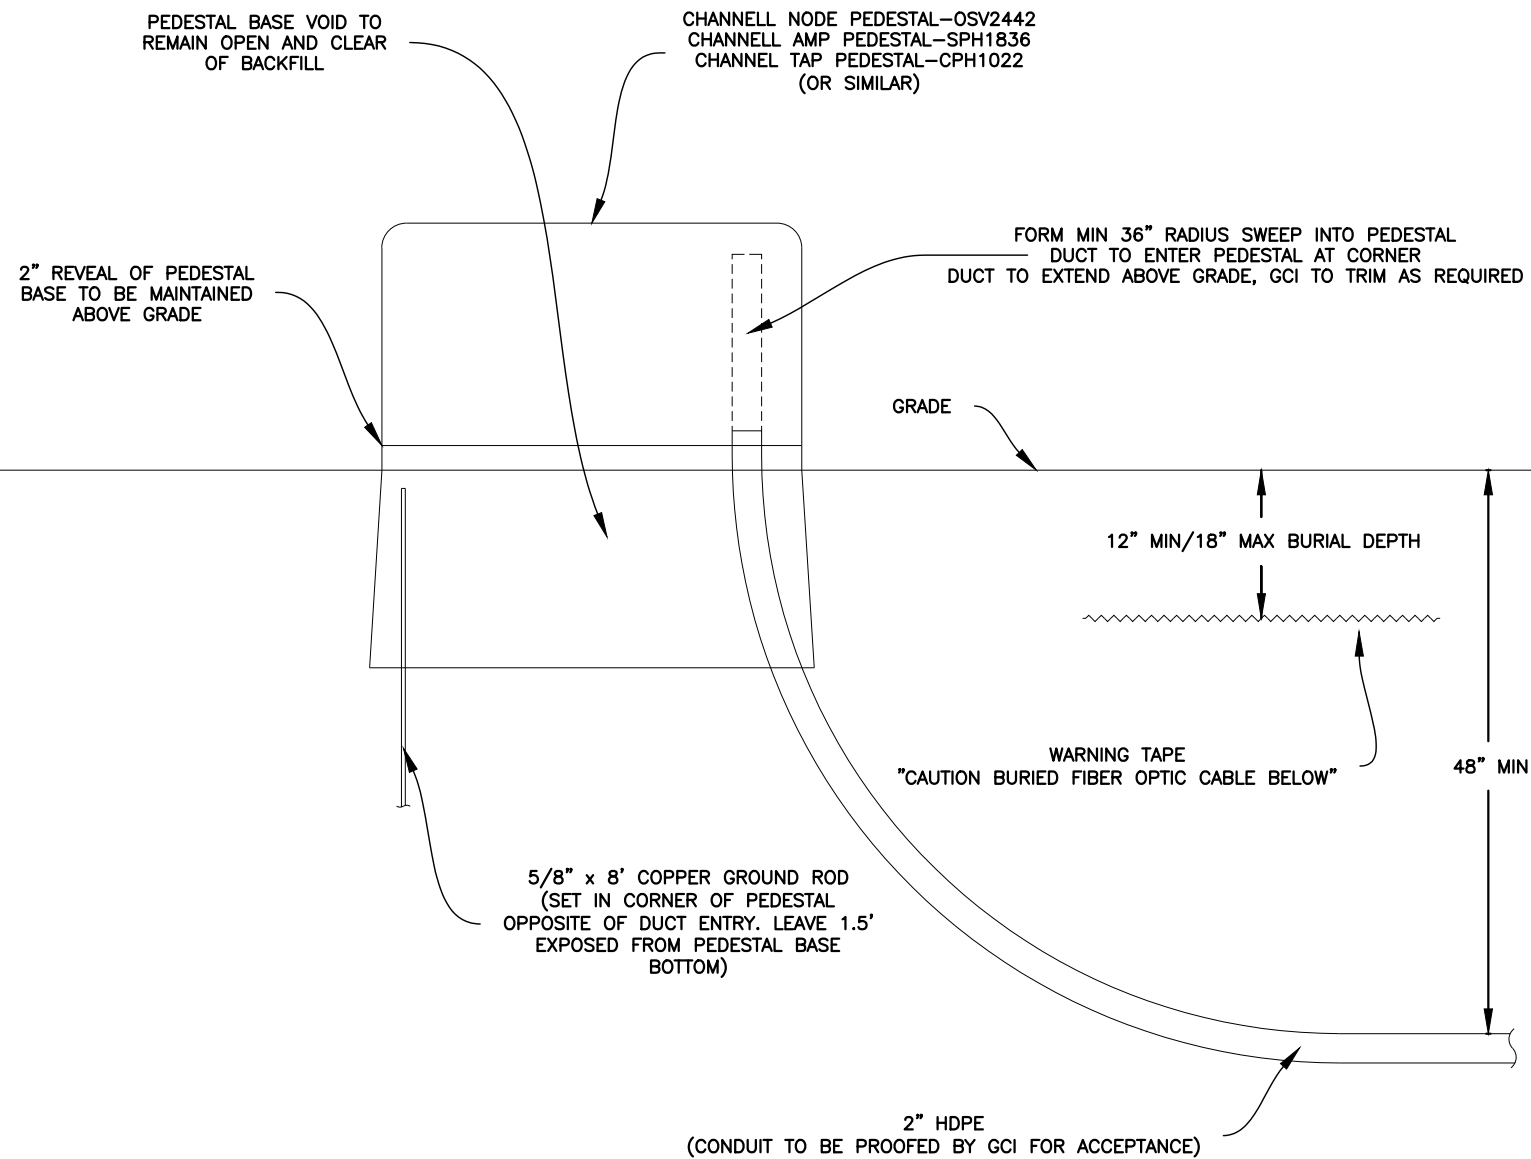 PEDESTAL BASE VOID TO
REMAIN OPEN AND CLEAR
OF BACKFILL
CHANNELL NODE PEDESTAL-OSV2442
CHANNELL AMP PEDESTAL-SPH1836
CHANNEL TAP PEDESTAL-CPH1022
(OR SIMILAR)
2" REVEAL OF PEDESTAL
BASE TO BE MAINTAINED
ABOVE GRADE
FORM MIN 36" RADIUS SWEEP INTO PEDESTAL
DUCT TO ENTER PEDESTAL AT CORNER
DUCT TO EXTEND ABOVE GRADE, GCI TO TRIM AS REQUIRED
GRADE
12" MIN/18" MAX BURIAL DEPTH
WARNING TAPE
"CAUTION BURIED FIBER OPTIC CABLE BELOW"
48" MIN
5/8" x 8' COPPER GROUND ROD
(SET IN CORNER OF PEDESTAL
OPPOSITE OF DUCT ENTRY. LEAVE 1.5'
EXPOSED FROM PEDESTAL BASE
BOTTOM)
2" HDPE
(CONDUIT TO BE PROOFED BY GCI FOR ACCEPTANCE)